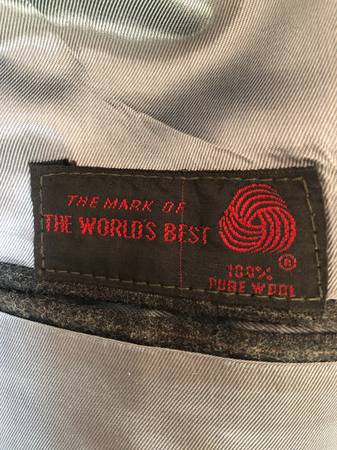 THE MARK OF
THE WORLD'S BEST
100%
PURE WOOL
®